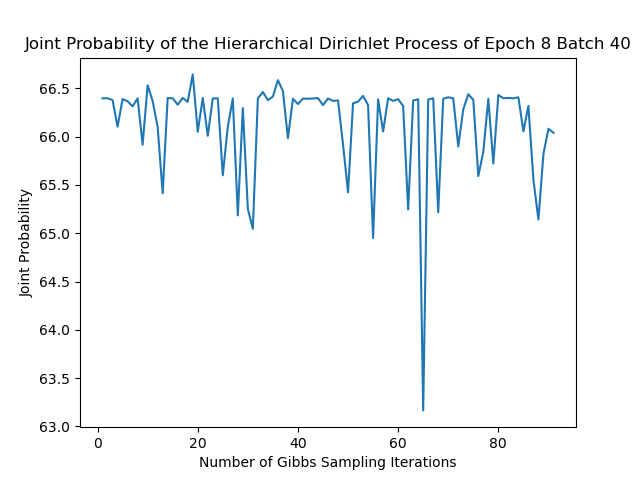 Joint Probability of the Hierarchical Dirichlet Process of Epoch 8 Batch 40
Joint Probability
66.5
66.0
65.5
65.0
64.5
64.0
63.5
63.0
0 20 40 60 80
Number of Gibbs Sampling Iterations